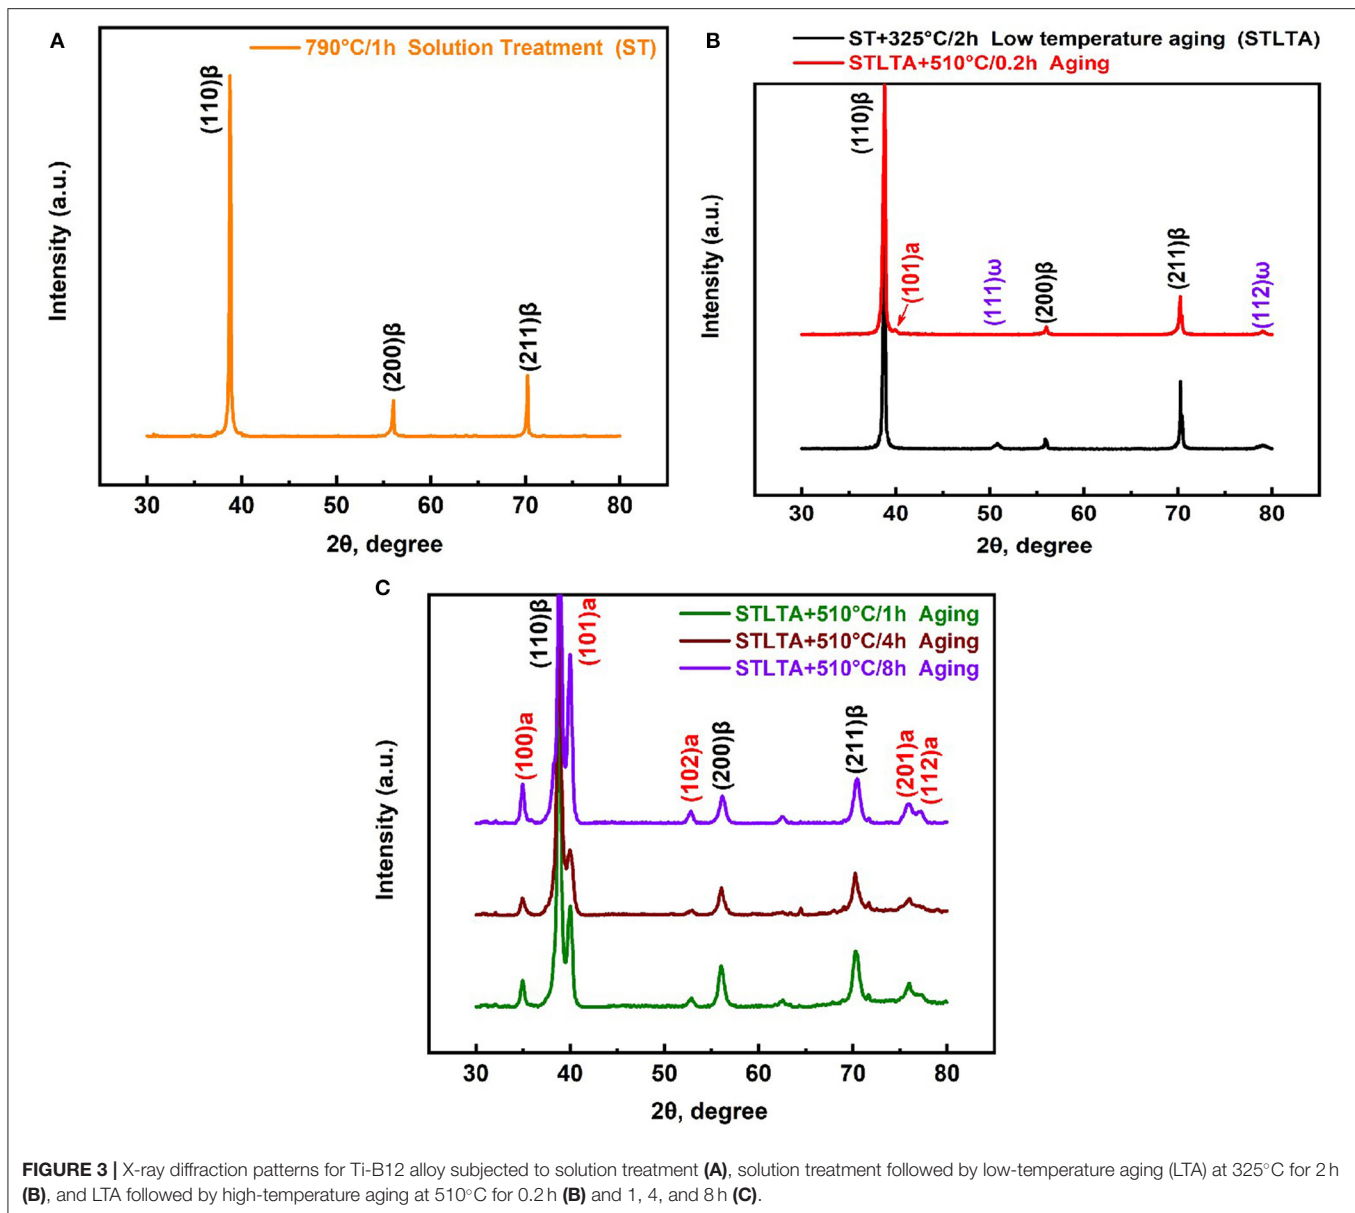 A
790°C/1h Solution Treatment (ST)
(110)β
(200)β
(211)β
Intensity (a.u.)
30 40 50 60 70 80
2θ, degree
B
ST+325°C/2h Low temperature aging (STLTA)
STLTA+510°C/0.2h Aging
(110)β
(101)a
(111)ω
(200)β
(211)β
(112)ω
Intensity (a.u.)
30 40 50 60 70 80
2θ, degree
C
STLTA+510°C/1h Aging
STLTA+510°C/4h Aging
STLTA+510°C/8h Aging
(100)a
(110)β
(101)a
(102)a
(200)β
(211)β
(201)a
(112)a
Intensity (a.u.)
30 40 50 60 70 80
2θ, degree
FIGURE 3 | X-ray diffraction patterns for Ti-B12 alloy subjected to solution treatment (A), solution treatment followed by low-temperature aging (LTA) at 325°C for 2 h
(B), and LTA followed by high-temperature aging at 510°C for 0.2 h (B) and 1, 4, and 8 h (C).